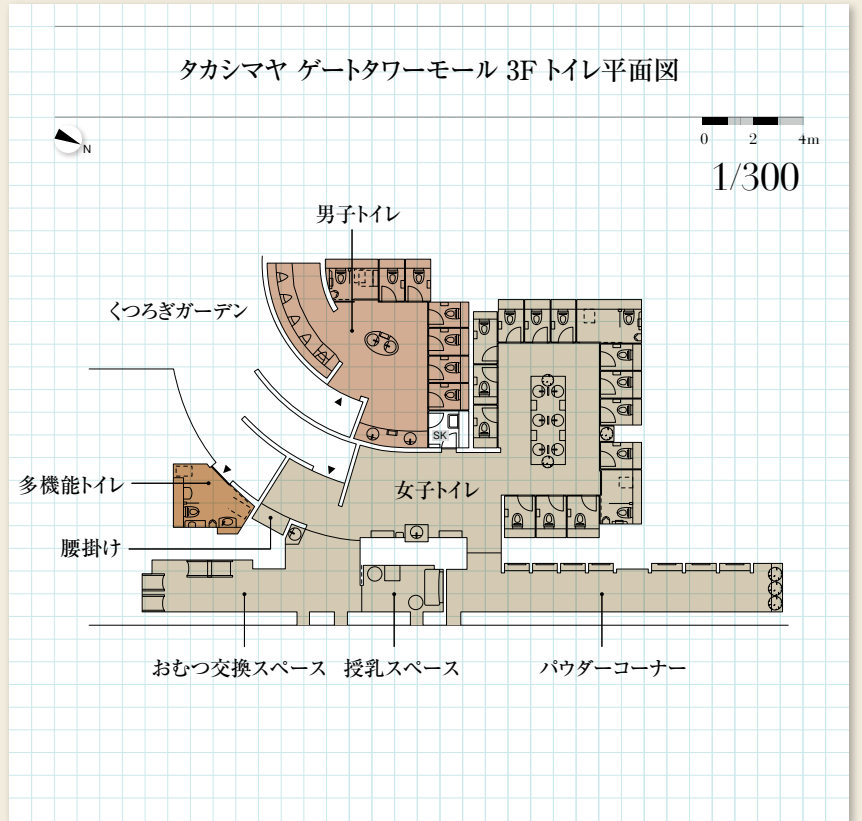 タカシマヤ ゲートタワーモール 3F トイレ平面図
N
0 2 4m
1/300
男子トイレ
くつろぎガーデン
SK
多機能トイレ
女子トイレ
腰掛け
おむつ交換スペース 授乳スペース パウダーコーナー